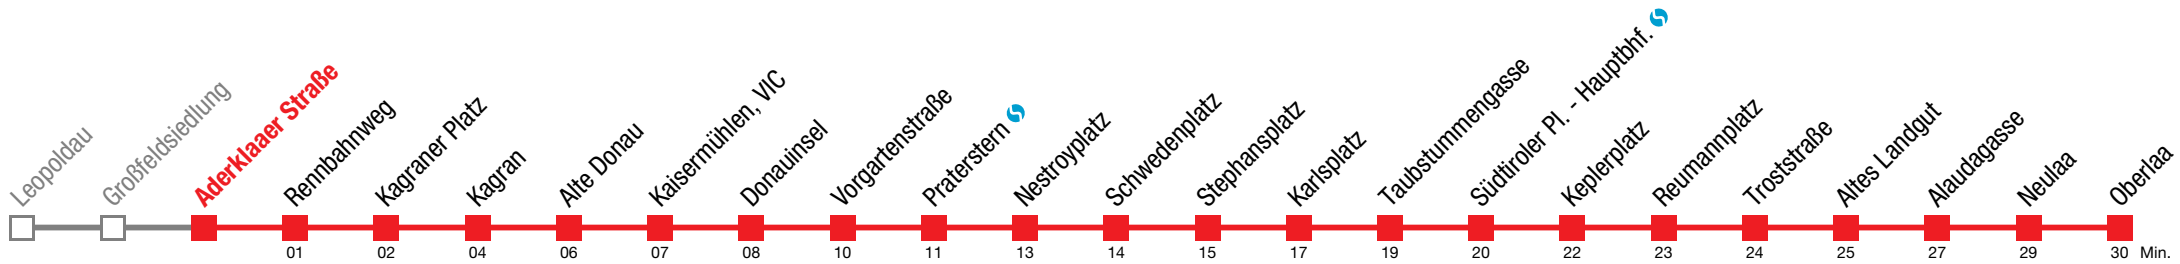 Leopoldau
Großfeldsiedlung
Aderklaaer Straße
Rennbahnweg
Kagraner Platz
Kagran
Alte Donau
Kaisermühlen, VIC
Donauinsel
Vorgartenstraße
Praterstern
Nestroyplatz
Schwedenplatz
Stephansplatz
Karlsplatz
Taubstummengasse
Südtiroler Pl. - Hauptbhf.
Keplerplatz
Reumannplatz
Troststraße
Altes Landgut
Alaudagasse
Neulaa
Oberlaa
01 02 04 06 07 08 10 11 13 14 15 17 19 20 22 23 24 25 27 29 30 Min.